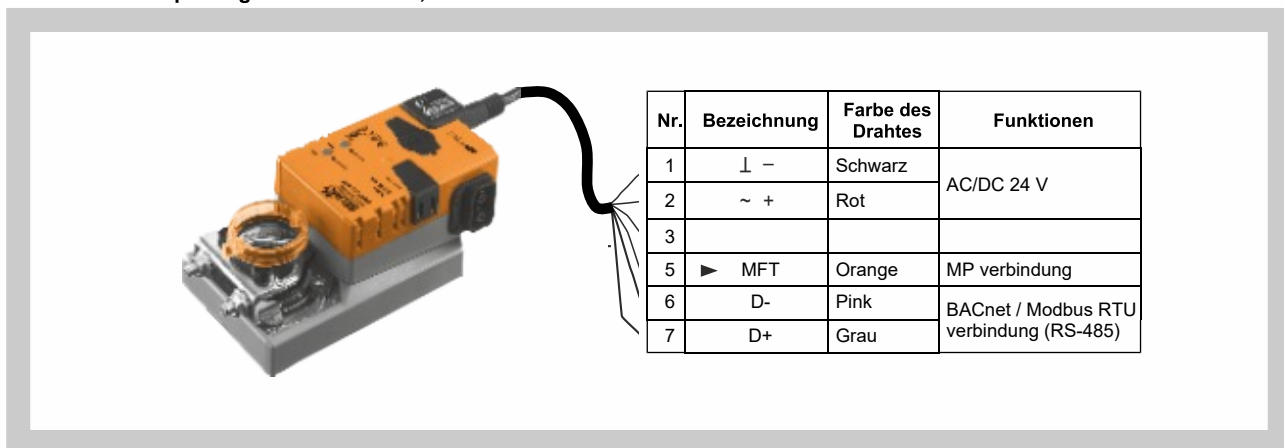 Nr. Bezeichnung Farbe des Drahtes Funktionen
1 ⊥ – Schwarz AC/DC 24 V
2 ~ + Rot
3
5 ► MFT Orange MP verbindung
6 D- Pink BACnet / Modbus RTU
7 D+ Grau verbindung (RS-485)